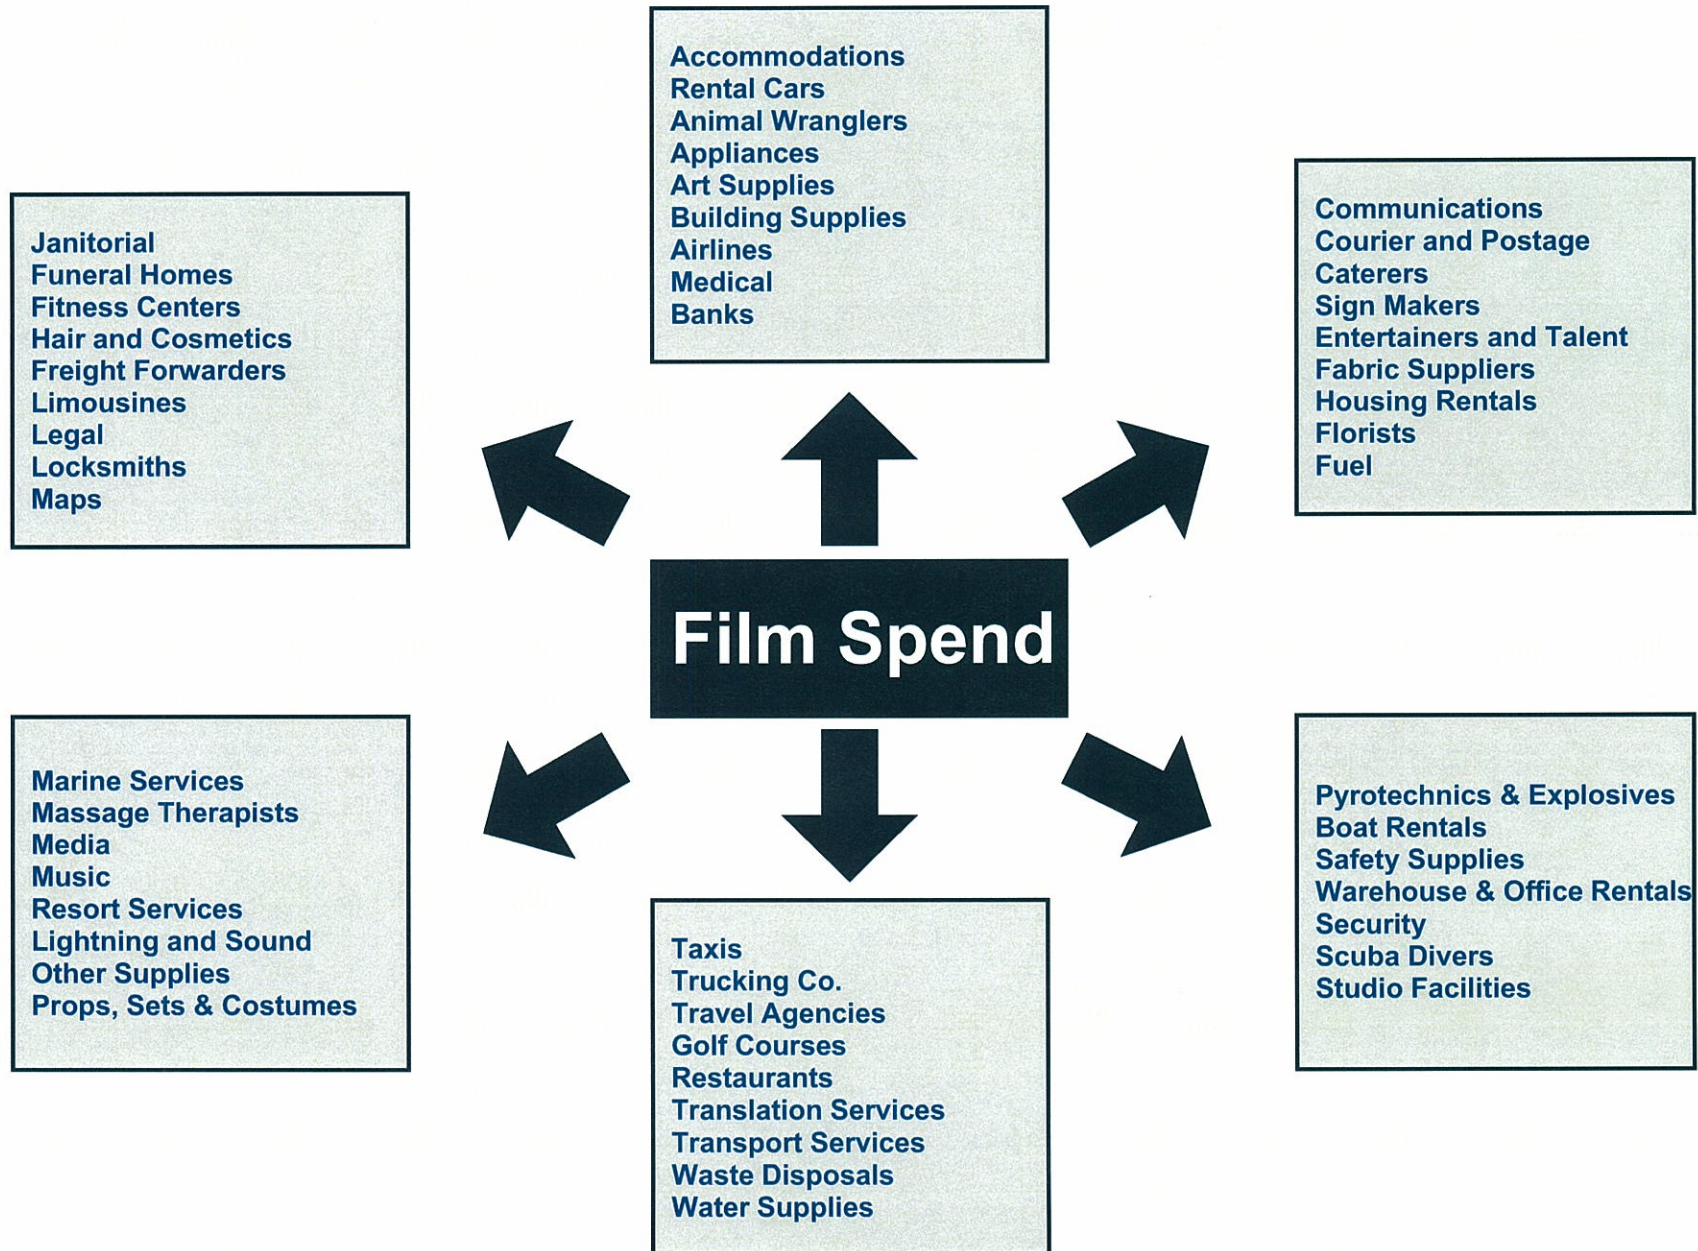 Accommodations
Rental Cars
Animal Wranglers
Appliances
Art Supplies
Building Supplies
Airlines
Medical
Banks
Janitorial
Funeral Homes
Fitness Centers
Hair and Cosmetics
Freight Forwarders
Limousines
Legal
Locksmiths
Maps
Communications
Courier and Postage
Caterers
Sign Makers
Entertainers and Talent
Fabric Suppliers
Housing Rentals
Florists
Fuel
Film Spend
Marine Services
Massage Therapists
Media
Music
Resort Services
Lightning and Sound
Other Supplies
Props, Sets & Costumes
Taxis
Trucking Co.
Travel Agencies
Golf Courses
Restaurants
Translation Services
Transport Services
Waste Disposals
Water Supplies
Pyrotechnics & Explosives
Boat Rentals
Safety Supplies
Warehouse & Office Rentals
Security
Scuba Divers
Studio Facilities